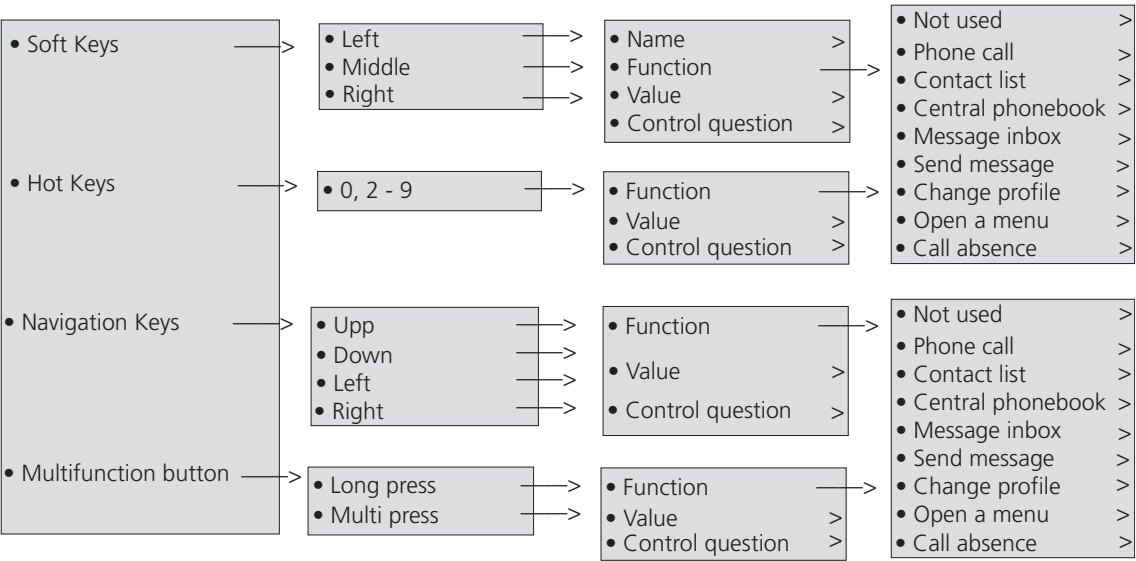 • Soft Keys
• Hot Keys
• Navigation Keys
• Multifunction button
• Left
• Middle
• Right
• 0, 2 - 9
• Upp
• Down
• Left
• Right
• Long press
• Multi press
• Name >
• Function
• Value >
• Control question >
• Function
• Value >
• Control question >
• Function
• Value >
• Control question >
• Function
• Value >
• Control question >
• Not used >
• Phone call >
• Contact list >
• Central phonebook >
• Message inbox >
• Send message >
• Change profile >
• Open a menu >
• Call absence >
• Not used >
• Phone call >
• Contact list >
• Central phonebook >
• Message inbox >
• Send message >
• Change profile >
• Open a menu >
• Call absence >